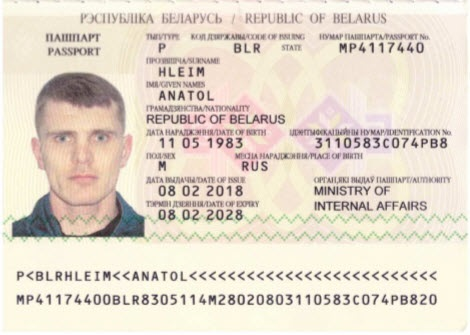 РЭСПУБЛІКА БЕЛАРУСЬ / REPUBLIC OF BELARUS
ПАШПАРТ
PASSPORT
ТЫП/TYPE КОД ДЗЯРЖАВЫ/CODE OF ISSUING STATE НУМАР ПАШПАРТА/PASSPORT No.
P BLR MP4117440
ПРОЗВІШЧА/SURNAME
HLEIM
ІМЯ/GIVEN NAMES
ANATOL
ГРАМАДЗЯНСТВА/NATIONALITY
REPUBLIC OF BELARUS
ДАТА НАРАДЖЭННЯ/DATE OF BIRTH ІДЭНТЫФІКАЦЫЙНЫ НУМАР/IDENTIFICATION No.
11 05 1983 3110583C074PB8
ПОЛ/SEX МЕСЦА НАРАДЖЭННЯ/PLACE OF BIRTH
M RUS
ДАТА ВЫДАЧЫ/DATE OF ISSUE ОРГАН, ЯКІ ВЫДАЎ ПАШПАРТ/AUTHORITY
08 02 2018 MINISTRY OF
ТЭРМІН ДЗЕЯННЯ/DATE OF EXPIRY INTERNAL AFFAIRS
08 02 2028
P<BLRHLEIM<<ANATOL<<<<<<<<<<<<<<<<<<<<<<<<<<
MP41174400BLR8305114M28020803110583C074PB820